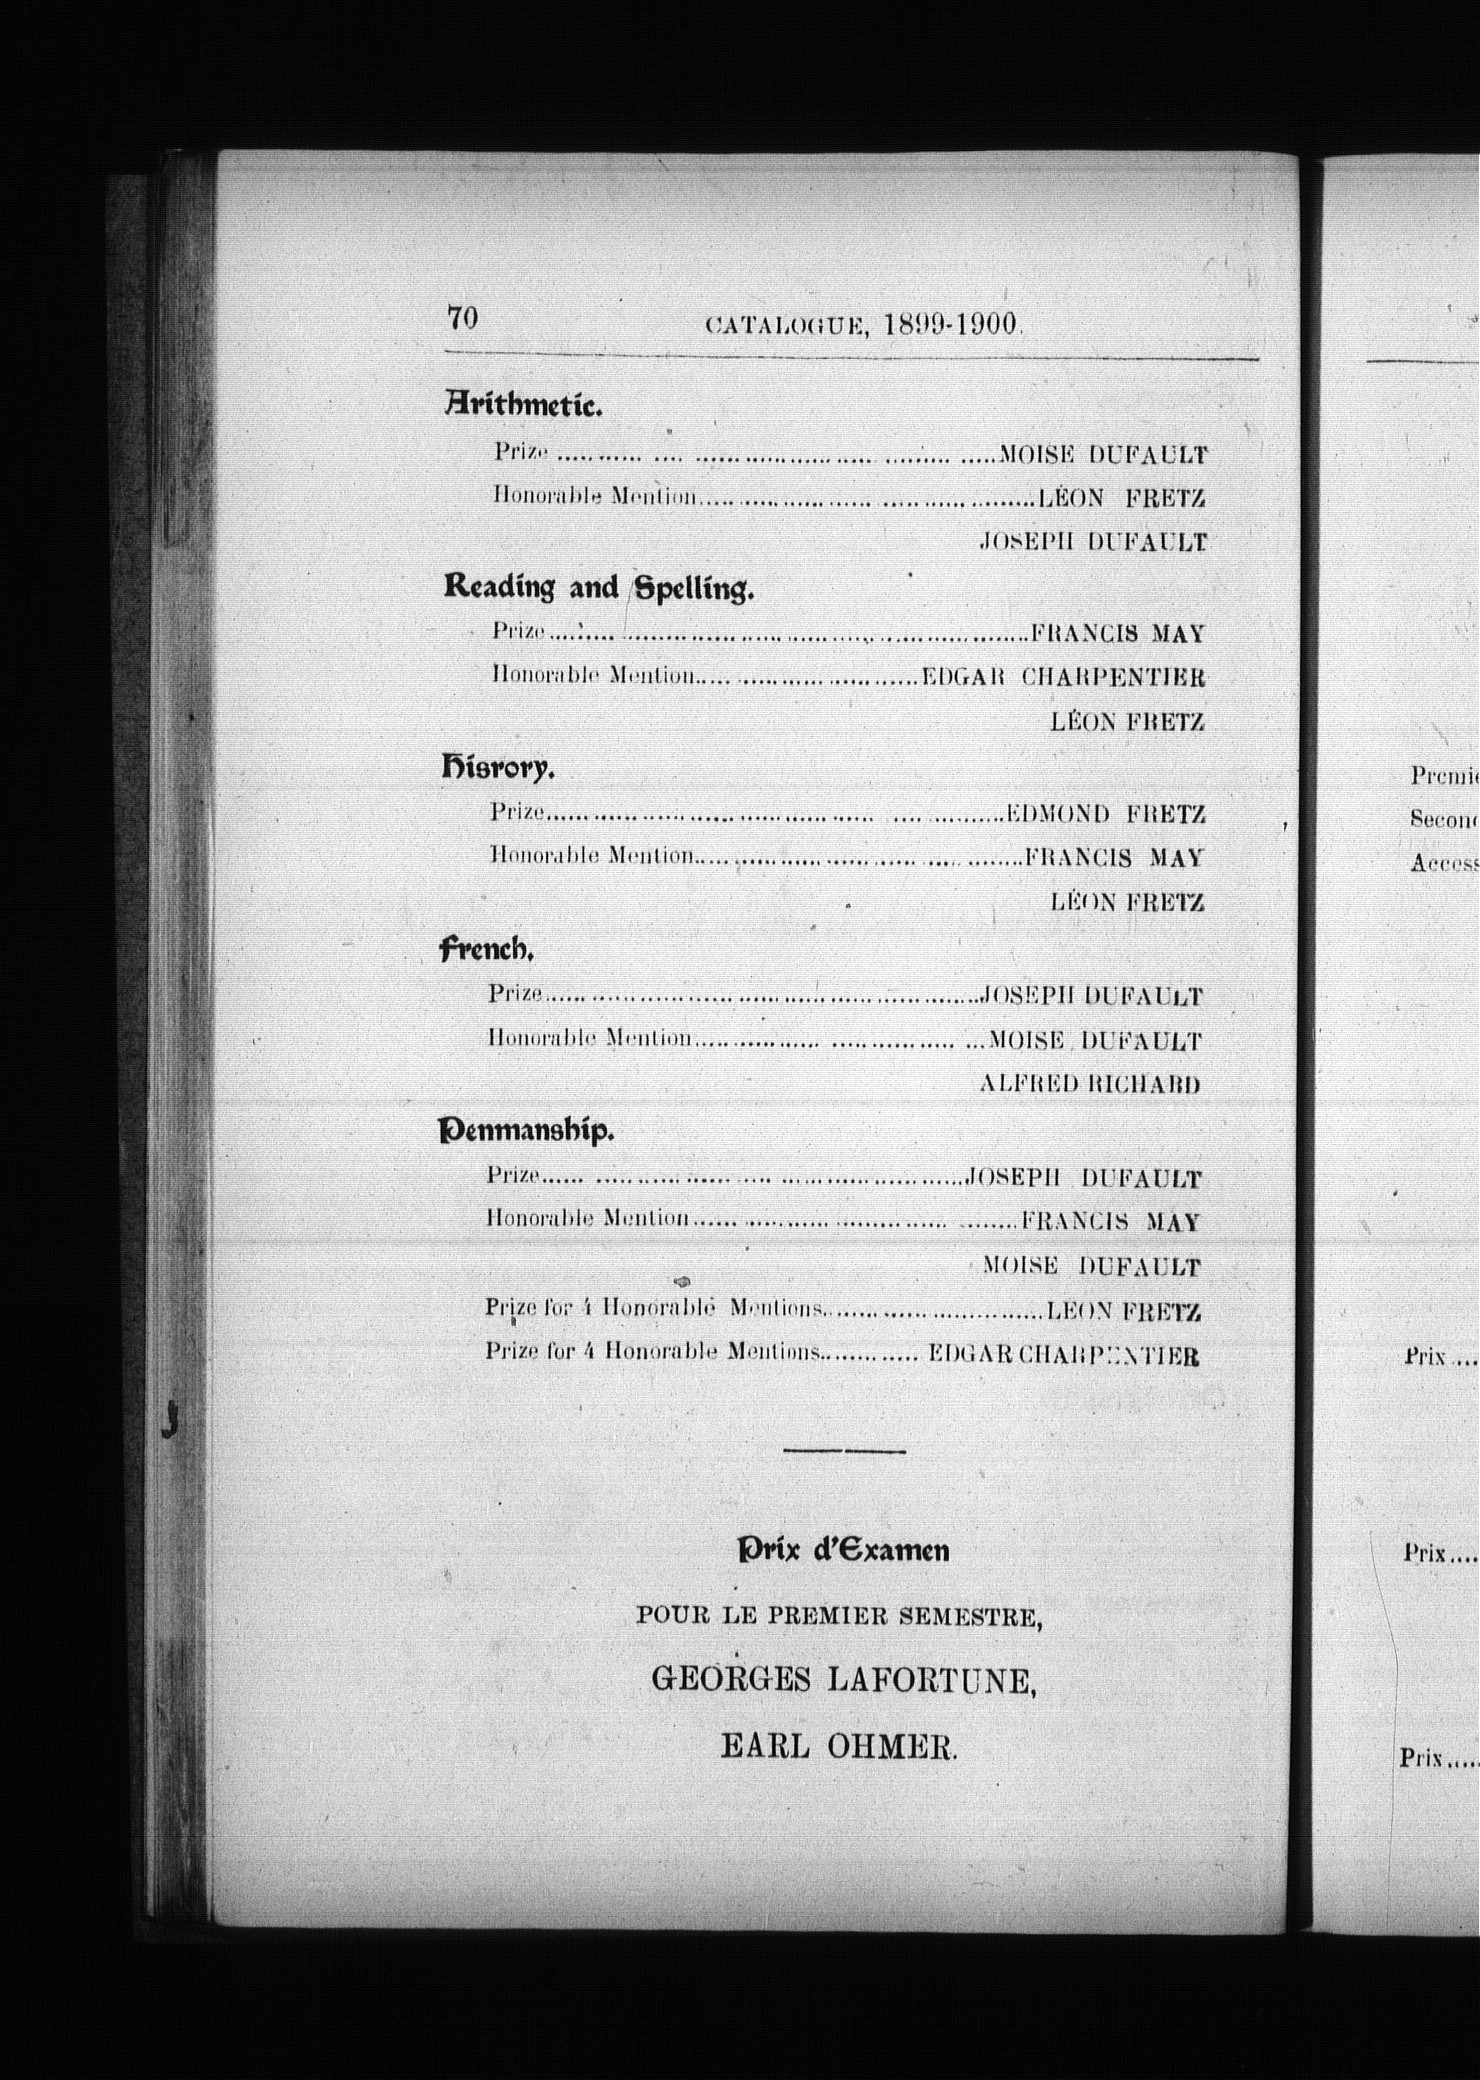 70 CATALOGUE, 1899-1900.
Arithmetic.
Prize ........................................ MOISE DUFAULT
Honorable Mention........................................LÉON FRETZ
JOSEPH DUFAULT
Reading and Spelling.
Prize........................................FRANCIS MAY
Honorable Mention..............................EDGAR CHARPENTIER
LÉON FRETZ
Hisrory.
Prize........................................EDMOND FRETZ
Honorable Mention........................................FRANCIS MAY
LÉON FRETZ
French.
Prize........................................JOSEPH DUFAULT
Honorable Mention........................................MOISE DUFAULT
ALFRED RICHARD
Penmanship.
Prize........................................JOSEPH DUFAULT
Honorable Mention........................................FRANCIS MAY
MOISE DUFAULT
Prize for 4 Honorable Mentions..............................LEON FRETZ
Prize for 4 Honorable Mentions.............. EDGAR CHARPENTIER
Prix d'Examen
POUR LE PREMIER SEMESTRE,
GEORGES LAFORTUNE,
EARL OHMER.
Prix ....
Prix ....
Prix .....